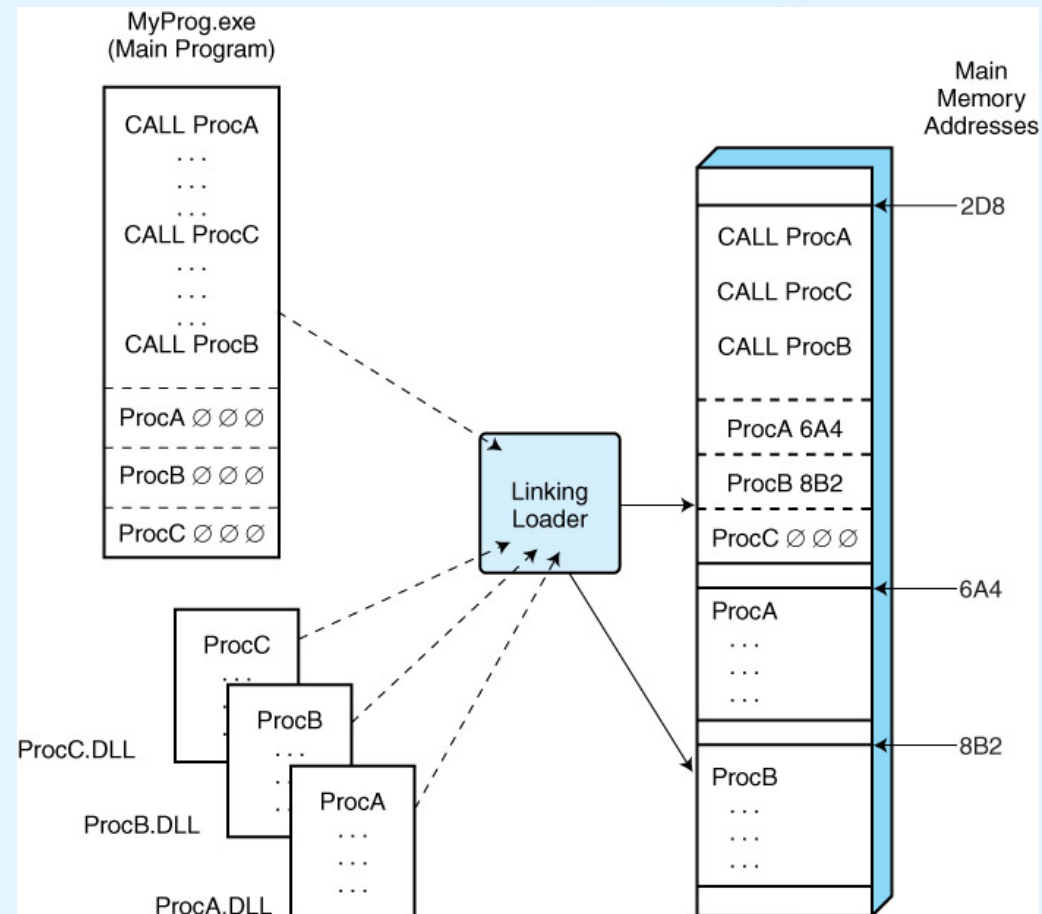 MyProg.exe
(Main Program)
CALL ProcA
. . .
. . .
. . .
CALL ProcC
. . .
. . .
. . .
CALL ProcB
ProcA ∅ ∅ ∅
ProcB ∅ ∅ ∅
ProcC ∅ ∅ ∅
Linking
Loader
ProcC
. . .
ProcC.DLL
ProcB
. . .
ProcB.DLL
ProcA
. . .
. . .
. . .
ProcA.DLL
Main
Memory
Addresses
2D8
CALL ProcA
CALL ProcC
CALL ProcB
ProcA 6A4
ProcB 8B2
ProcC ∅ ∅ ∅
6A4
ProcA
. . .
. . .
. . .
8B2
ProcB
. . .
. . .
. . .